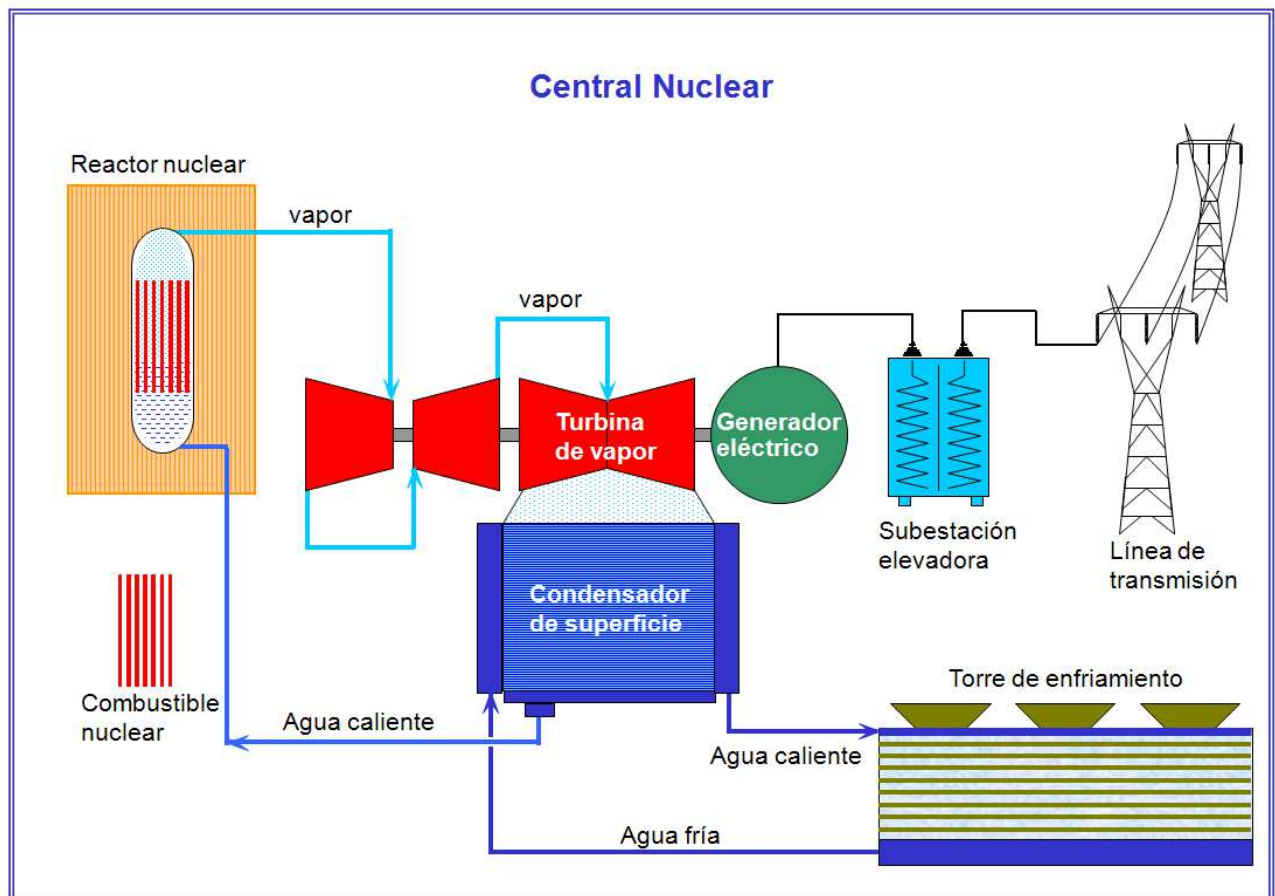 Central Nuclear
Reactor nuclear
vapor
vapor
Turbina
de vapor
Generador
eléctrico
Subestación
elevadora
Línea de
transmisión
Condensador
de superficie
Combustible
nuclear
Agua caliente
Torre de enfriamiento
Agua caliente
Agua fría